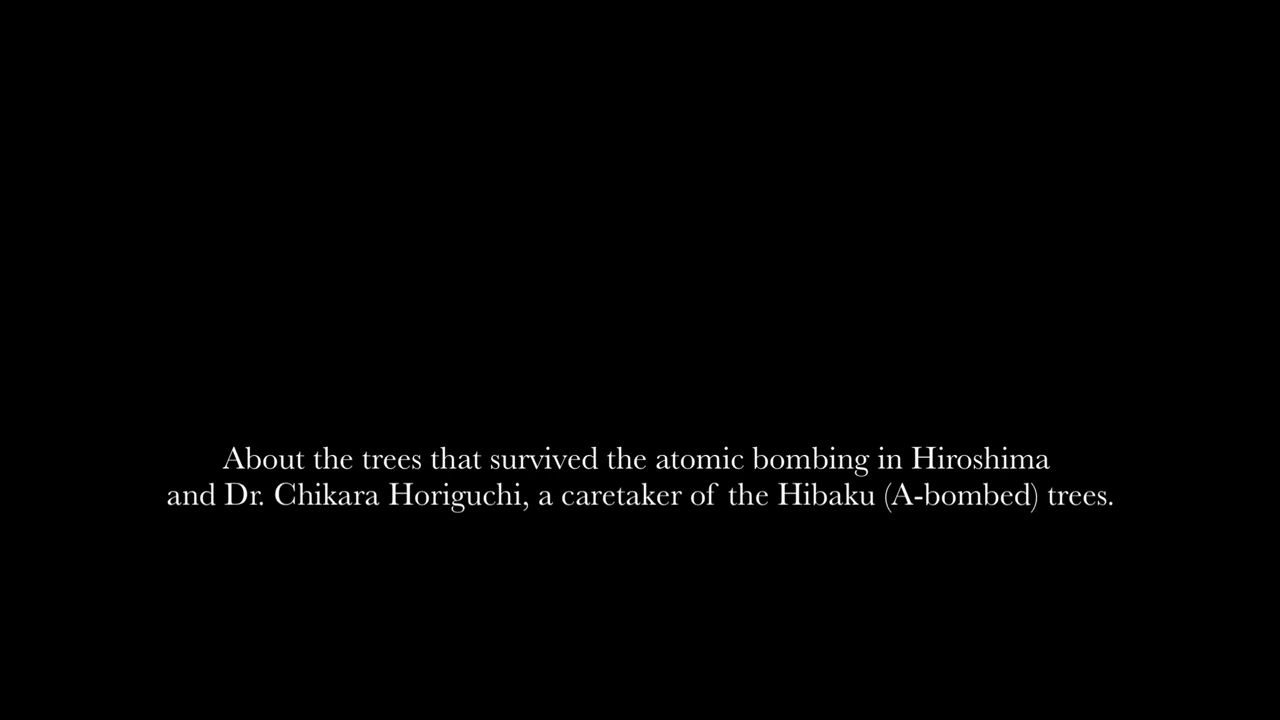 About the trees that survived the atomic bombing in Hiroshima
and Dr. Chikara Horiguchi, a caretaker of the Hibaku (A-bombed) trees.